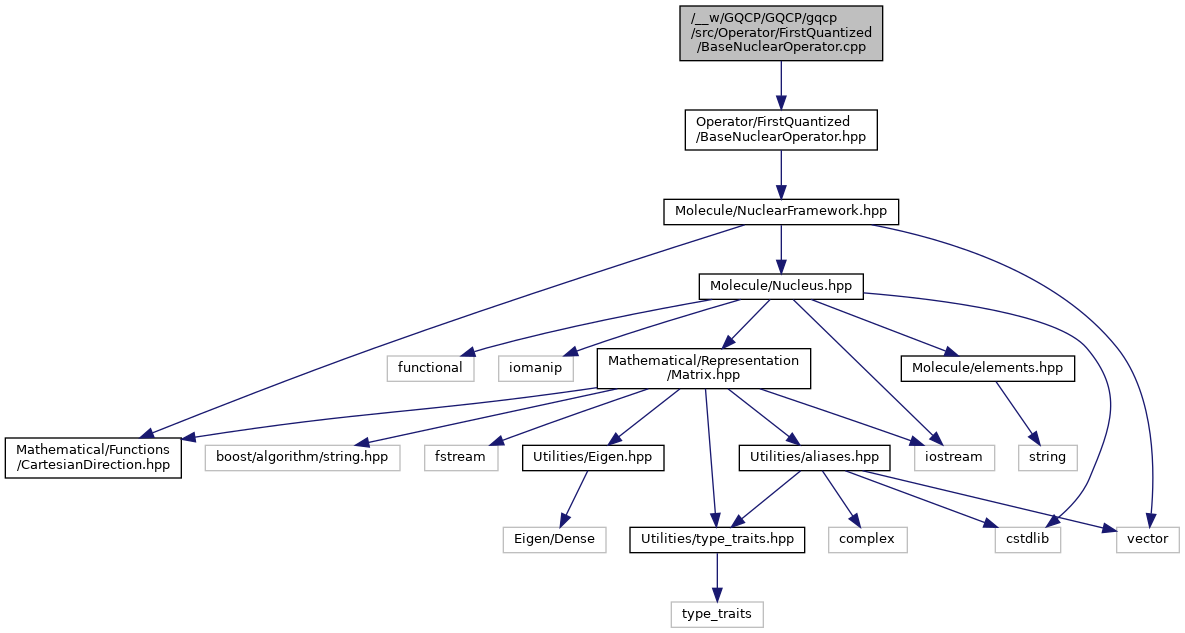 /__w/GQCP/GQCP/gqcp
/src/Operator/FirstQuantized
/BaseNuclearOperator.cpp
Operator/FirstQuantized
/BaseNuclearOperator.hpp
Molecule/NuclearFramework.hpp
Molecule/Nucleus.hpp
functional
iomanip
Mathematical/Representation
/Matrix.hpp
Molecule/elements.hpp
Mathematical/Functions
/CartesianDirection.hpp
boost/algorithm/string.hpp
fstream
Utilities/Eigen.hpp
Utilities/aliases.hpp
iostream
string
Eigen/Dense
Utilities/type_traits.hpp
complex
cstdlib
vector
type_traits